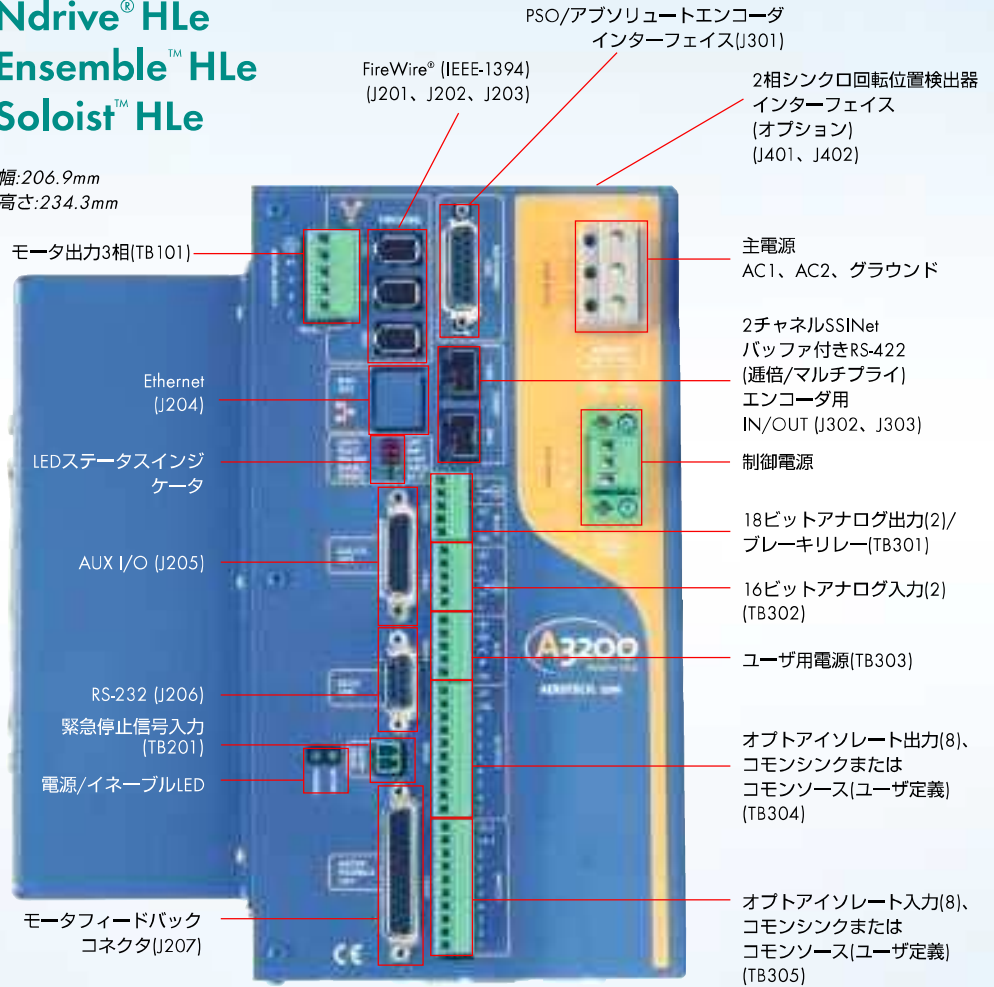 Ndrive® HLe
Ensemble™ HLe
Soloist™ HLe
幅:206.9mm
高さ:234.3mm
PSO/アブソリュートエンコーダ
インターフェイス(J301)
FireWire® (IEEE-1394)
(J201、J202、J203)
2相シンクロ回転位置検出器
インターフェイス
(オプション)
(J401、J402)
モータ出力3相(TB101)
主電源
AC1、AC2、グラウンド
2チャネルSSINet
バッファ付きRS-422
(逓倍/マルチプライ)
エンコーダ用
IN/OUT (J302、J303)
Ethernet
(J204)
LEDステータスインジ
ケータ
制御電源
18ビットアナログ出力(2)/
ブレーキリレー(TB301)
AUX I/O (J205)
16ビットアナログ入力(2)
(TB302)
A3200
AEROTECH.com
ユーザ用電源(TB303)
RS-232 (J206)
緊急停止信号入力
(TB201)
電源/イネーブルLED
オプトアイソレート出力(8)、
コモンシンクまたは
コモンソース(ユーザ定義)
(TB304)
モータフィードバック
コネクタ(J207)
CE
オプトアイソレート入力(8)、
コモンシンクまたは
コモンソース(ユーザ定義)
(TB305)